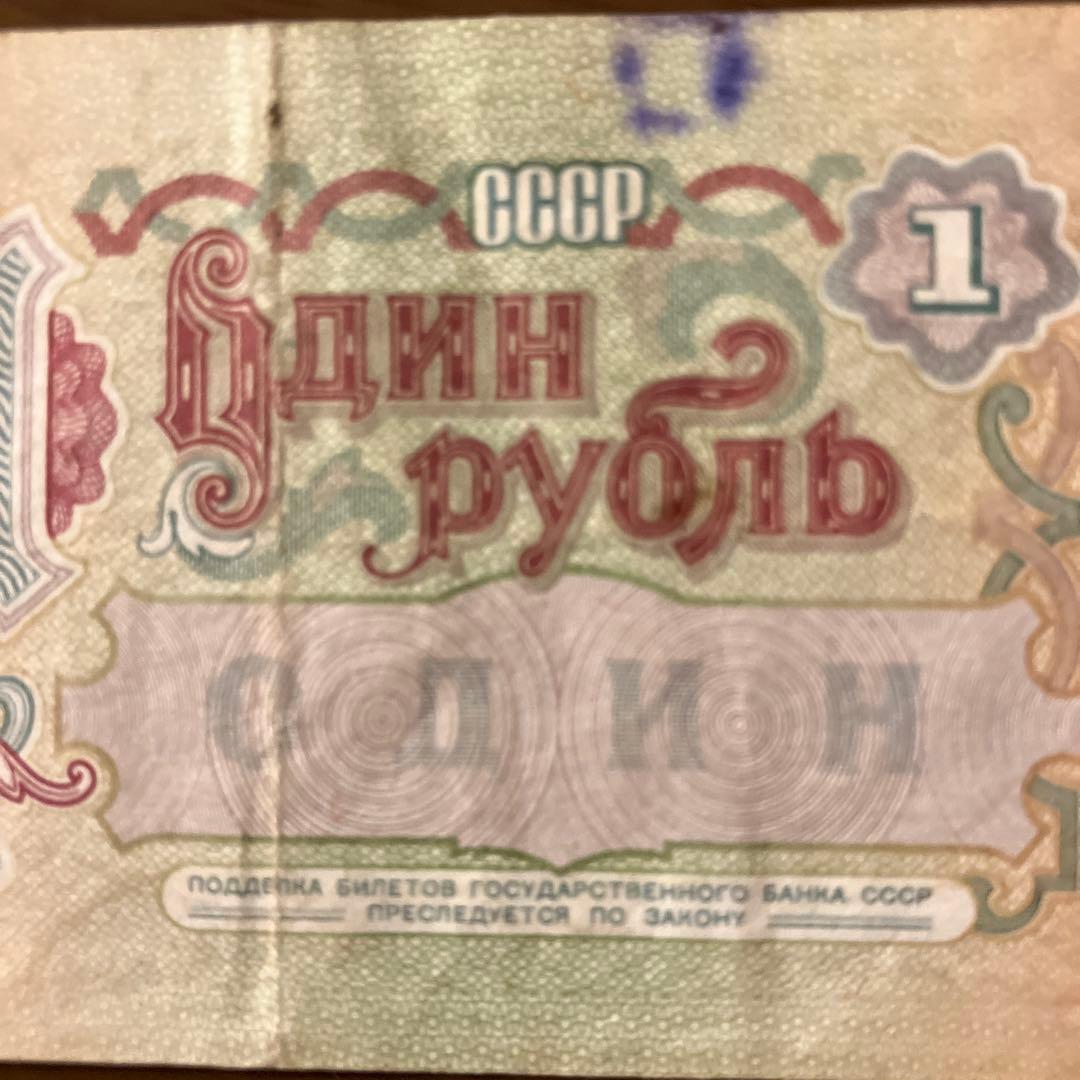 СССР
1
Один
рубль
ОДИН
ПОДДЕЛКА БИЛЕТОВ ГОСУДАРСТВЕННОГО БАНКА СССР
ПРЕСЛЕДУЕТСЯ ПО ЗАКОНУ